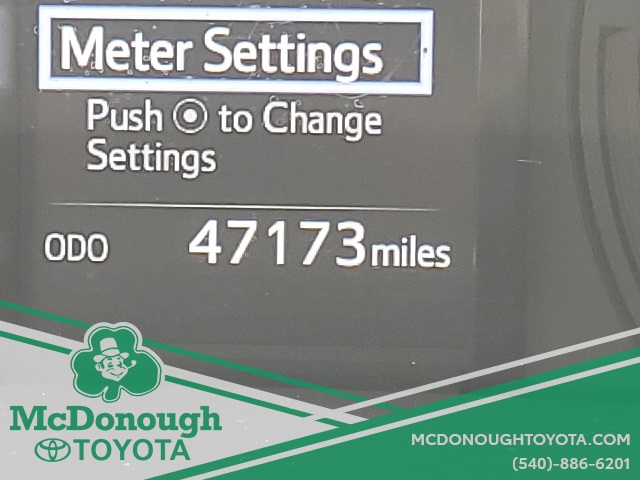 Meter Settings
Push to Change
Settings
ODO 47173 miles
McDonough
TOYOTA
MCDONOUGHTOYOTA.COM
(540)-886-6201